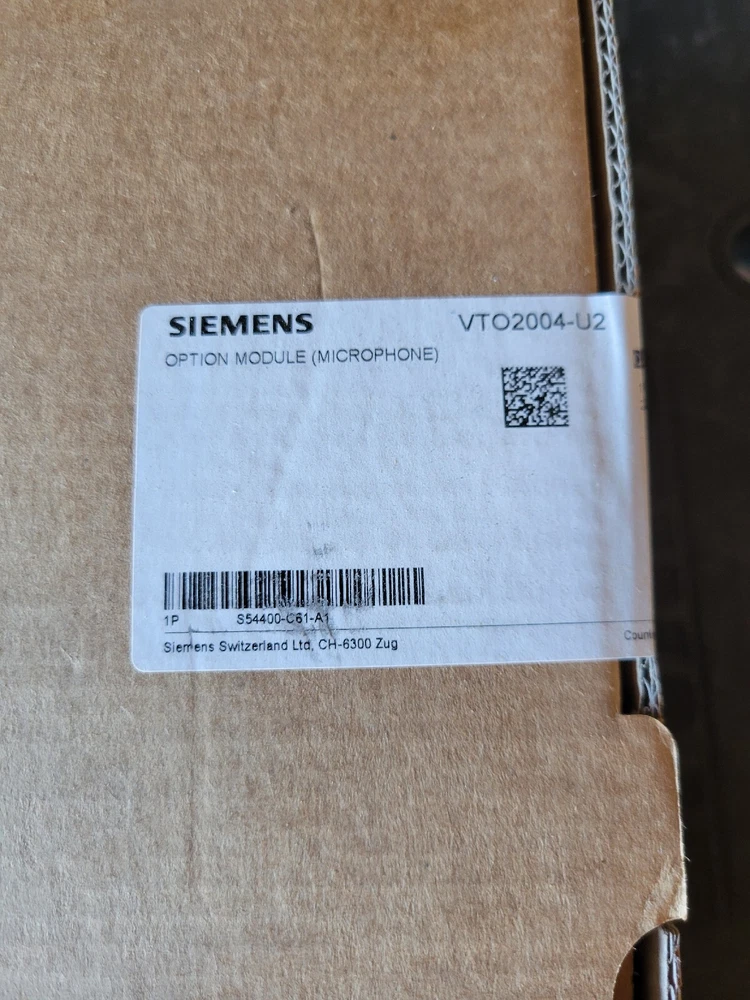 SIEMENS VTO2004-U2
OPTION MODULE (MICROPHONE)
1P S54400-C61-A1
Siemens Switzerland Ltd, CH-6300 Zug